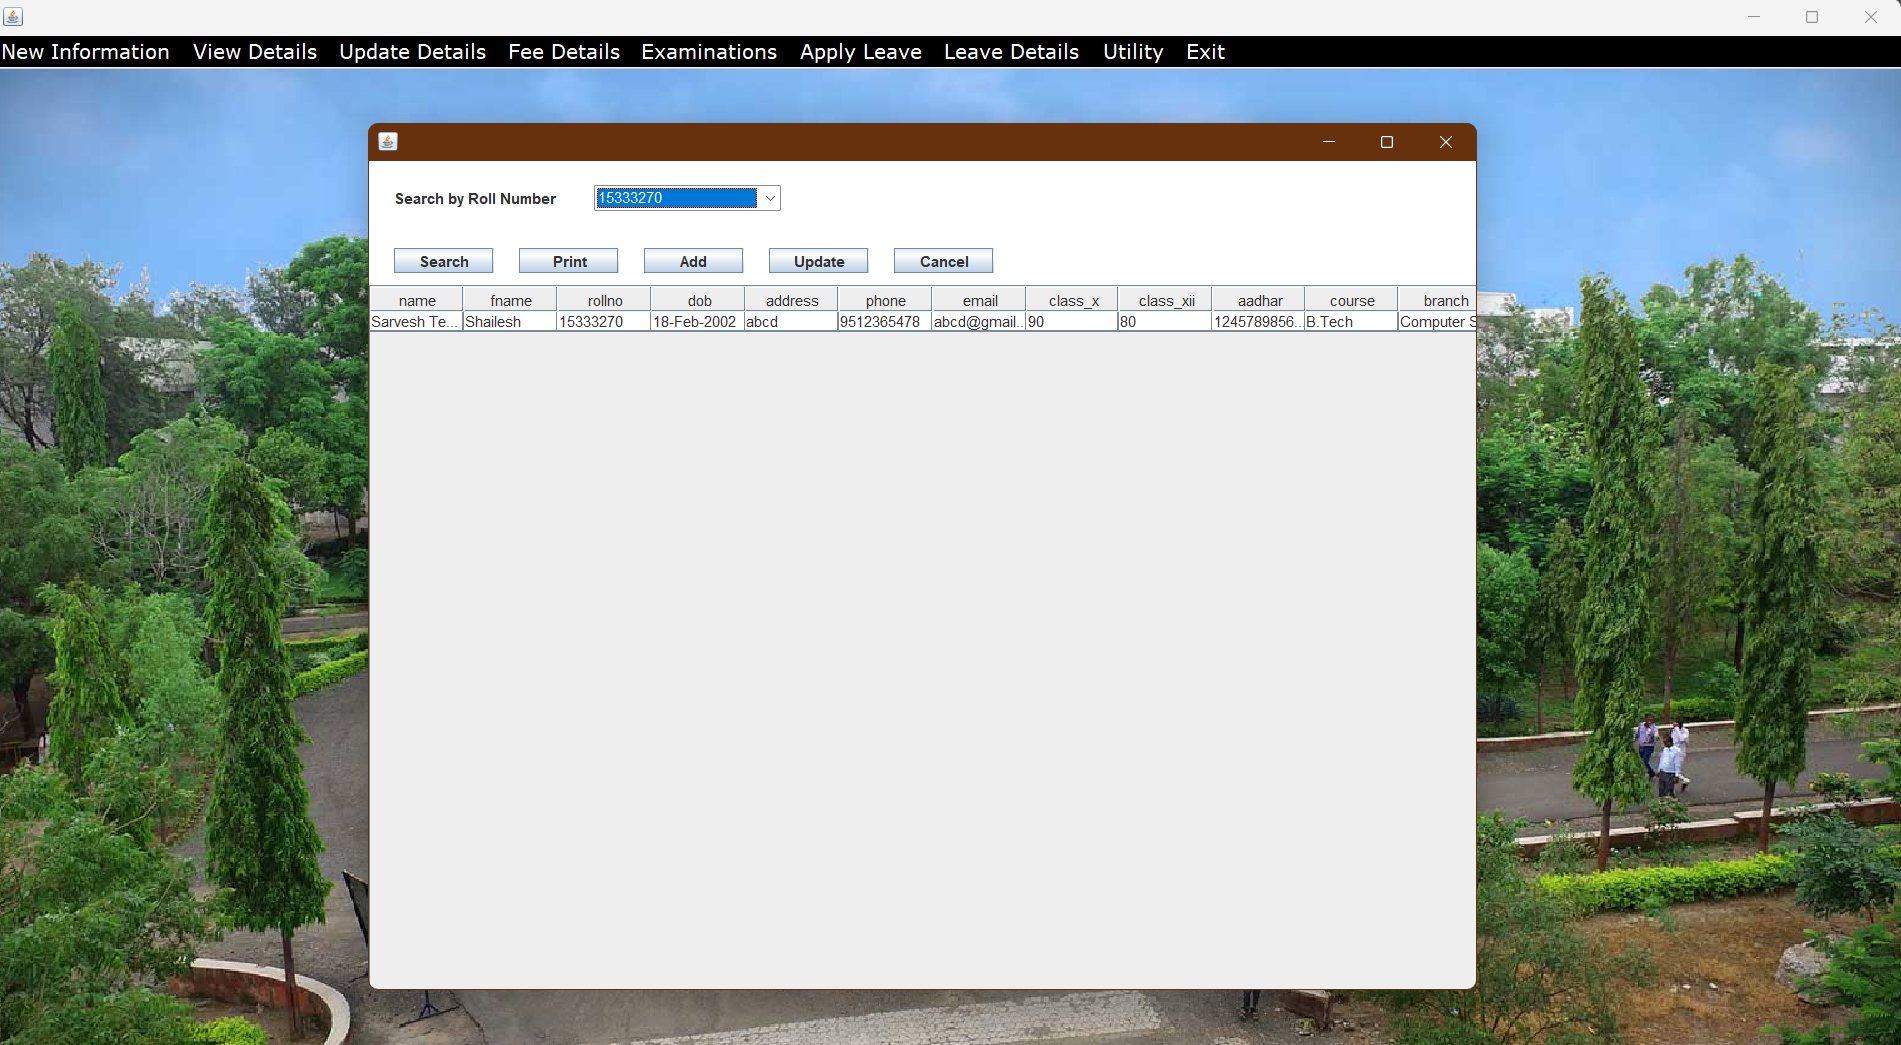 New Information View Details Update Details Fee Details Examinations Apply Leave Leave Details Utility Exit
Search by Roll Number 15333270
Search Print Add Update Cancel
name fname rollno dob address phone email class_x class_xii aadhar course branch
Sarvesh Te... Shailesh 15333270 18-Feb-2002 abcd 9512365478 abcd@gmail... 90 80 1245789856... B.Tech Computer S